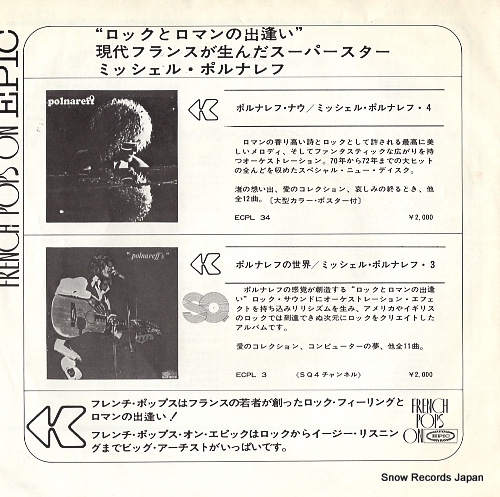 FRENCH POPS ON EPIC
“ロックとロマンの出逢い”
現代フランスが生んだスーパースター
ミッシェル・ポルナレフ
polnareff
ポルナレフ・ナウ／ミッシェル・ポルナレフ・4
ロマンの香り高い詩とロックとして許される最高に美
しいメロディ、そしてファンタスティックな広がりを持
つオーケストレーション。70年から72年までの大ヒット
の全んどを収めたスペシャル・ニュー・ディスク。
渚の想い出、愛のコレクション、哀しみの終るとき、他
全12曲。〔大型カラー・ポスター付〕
ECPL 34 ￥2,000
"polnareff's"
ポルナレフの世界／ミッシェル・ポルナレフ・3
SQ
ポルナレフの感覚が創造する“ロックとロマンの出逢
い”ロック・サウンドにオーケストレーション・エフェ
クトを持ち込みリリシズムを生み、アメリカやイギリス
のロックでは到達できぬ次元にロックをクリエイトした
アルバムです。
愛のコレクション、コンピューターの夢、他全11曲。
ECPL 3 （SQ4チャンネル） ￥2,000
フレンチ・ポップスはフランスの若者が創ったロック・フィーリングと
ロマンの出逢い！
フレンチ・ポップス・オン・エピックはロックからイージー・リスニン
グまでビッグ・アーチストがいっぱいです。
FRENCH
POPS
ON EPIC
Snow Records Japan